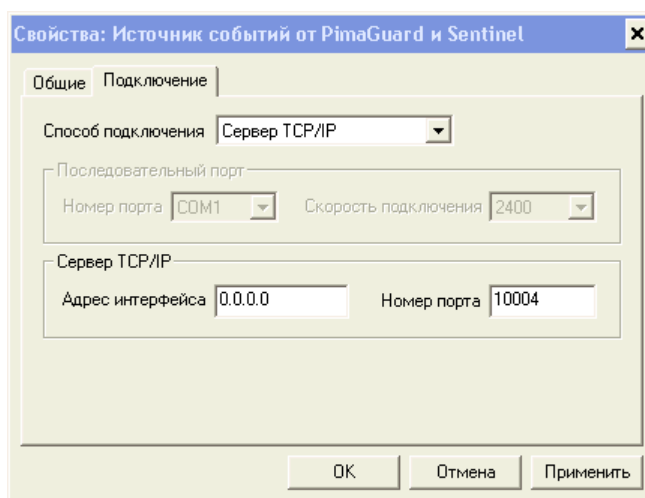 Свойства: Источник событий от PimaGuard и Sentinel
Общие Подключение
Способ подключения Сервер TCP/IP
Последовательный порт
Номер порта COM1 Скорость подключения 2400
Сервер TCP/IP
Адрес интерфейса 0.0.0.0 Номер порта 10004
OK Отмена Применить